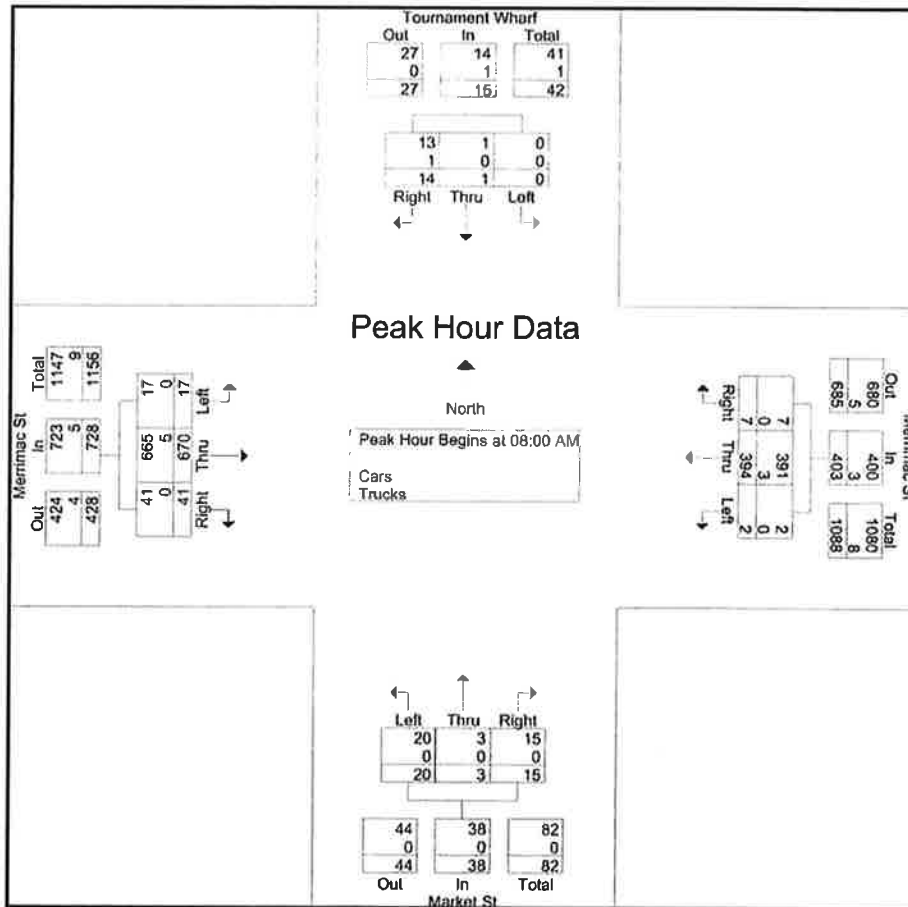 Tournament Wharf
Out In Total
27 14 41
0 1 1
27 15 42
13 1 0
1 0 0
14 1 0
Right Thru Left
Peak Hour Data
North
Peak Hour Begins at 08:00 AM
Cars
Trucks
Merrimac St
Total In Out
1147 723 424
9 5 4
1156 728 428
17 665 41
0 5 0
17 670 41
Left Thru Right
Right Thru Left
7 394 2
0 3 0
7 391 2
685 403 1088
5 3 8
680 400 1080
Out In Total
Merrimac St
Left Thru Right
20 3 15
0 0 0
20 3 15
44 38 82
0 0 0
44 38 82
Out In Total
Market St